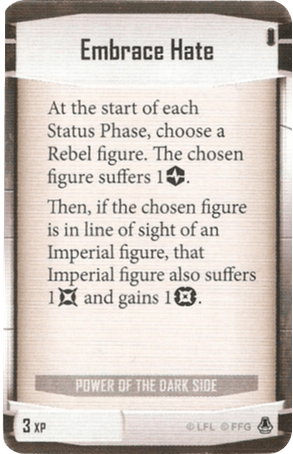 Embrace Hate
At the start of each
Status Phase, choose a
Rebel figure. The chosen
figure suffers 1.
Then, if the chosen figure
is in line of sight of an
Imperial figure, that
Imperial figure also suffers
1 and gains 1.
POWER OF THE DARK SIDE
3 XP
© LFL © FFG